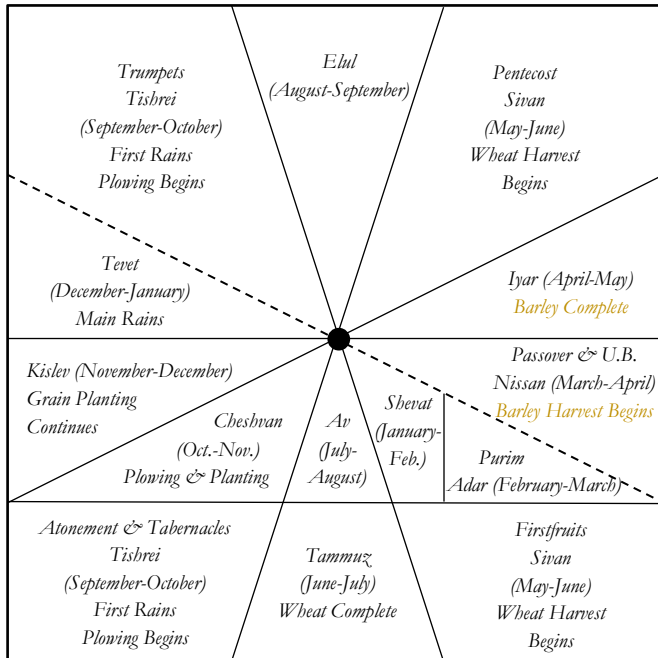 Trumpets
Tishrei
(September-October)
First Rains
Plowing Begins
Elul
(August-September)
Pentecost
Sivan
(May-June)
Wheat Harvest
Begins
Tevet
(December-January)
Main Rains
Iyar (April-May)
Barley Complete
Kislev (November-December)
Grain Planting
Continues
Cheshvan
(Oct.-Nov.)
Plowing & Planting
Av
(July-
August)
Shevat
(January-
Feb.)
Passover & U.B.
Nissan (March-April)
Barley Harvest Begins
Purim
Adar (February-March)
Atonement & Tabernacles
Tishrei
(September-October)
First Rains
Plowing Begins
Tammuz
(June-July)
Wheat Complete
Firstfruits
Sivan
(May-June)
Wheat Harvest
Begins